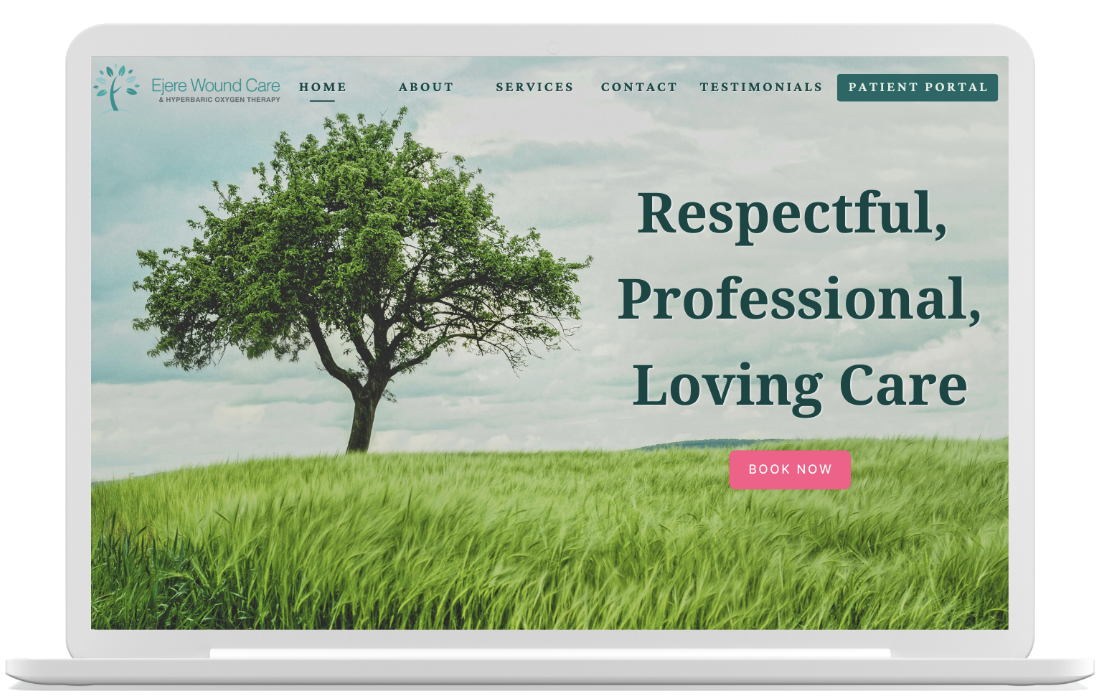 Ejere Wound Care
& HYPERBARIC OXYGEN THERAPY
HOME ABOUT SERVICES CONTACT TESTIMONIALS PATIENT PORTAL
Respectful,
Professional,
Loving Care
BOOK NOW